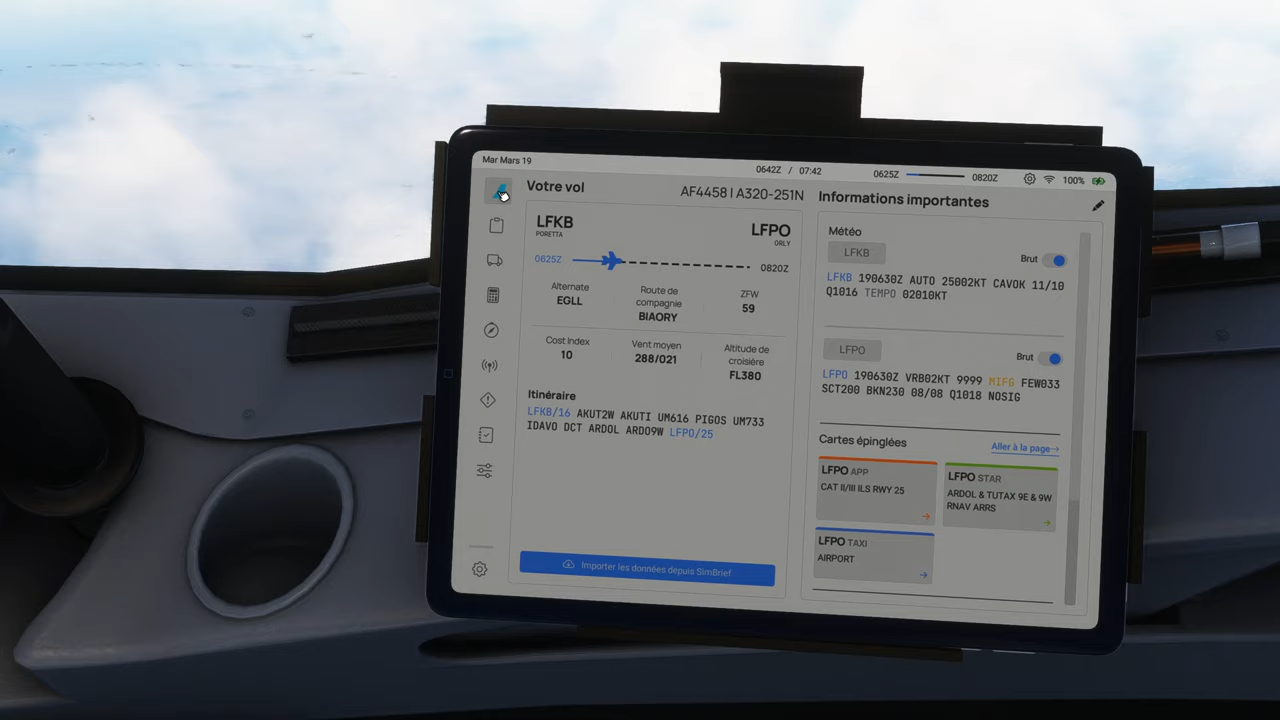 Mar Mars 19
0642Z / 07:42
0625Z 0820Z
100%
Votre vol
AF4458 | A320-251N
LFKB
PORETTA
LFPO
ORLY
0625Z
0820Z
Alternate
EGLL
Route de
compagnie
BIAORY
ZFW
59
Cost Index
10
Vent moyen
288/021
Altitude de
croisière
FL380
Itinéraire
LFKB/16 AKUT2W AKUTI UM616 PIGOS UM733
IDAVO DCT ARDOL ARDO9W LFPO/25
Importer les données depuis SimBrief
Informations importantes
Météo
LFKB
Brut
LFKB 190630Z AUTO 25002KT CAVOK 11/10
Q1016 TEMPO 02010KT
LFPO
Brut
LFPO 190630Z VRB02KT 9999 MIFG FEW033
SCT200 BKN230 08/08 Q1018 NOSIG
Cartes épinglées
Aller à la page
LFPO APP
CAT II/III ILS RWY 25
LFPO STAR
ARDOL & TUTAX 9E & 9W
RNAV ARRS
LFPO TAXI
AIRPORT